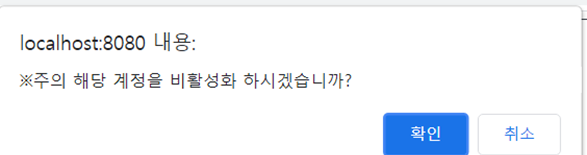 localhost:8080 내용:
※주의 해당 계정을 비활성화 하시겠습니까?
확인 취소